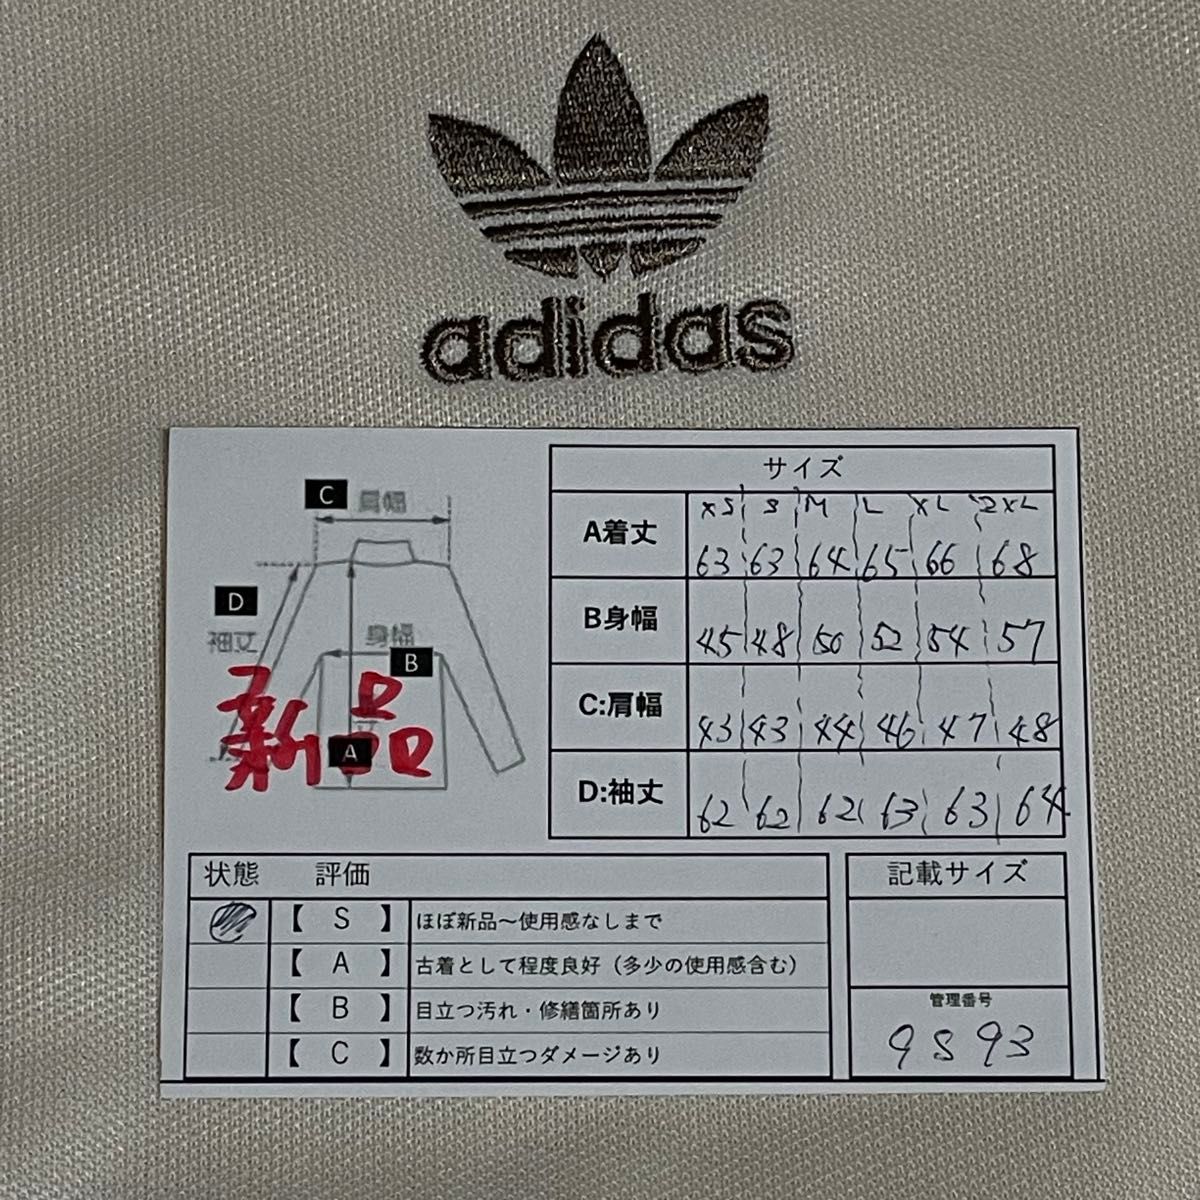 adidas
C 肩幅
D
袖丈
身幅
B
A
新品
サイズ
XS S M L XL 2XL
A着丈 63 63 64 65 66 68
B身幅 45 48 50 52 54 57
C:肩幅 43 43 44 46 47 48
D:袖丈 62 62 62 63 63 64
状態 評価
【 S 】 ほぼ新品〜使用感なしまで
【 A 】 古着として程度良好（多少の使用感含む）
【 B 】 目立つ汚れ・修繕箇所あり
【 C 】 数か所目立つダメージあり
記載サイズ
管理番号
9593